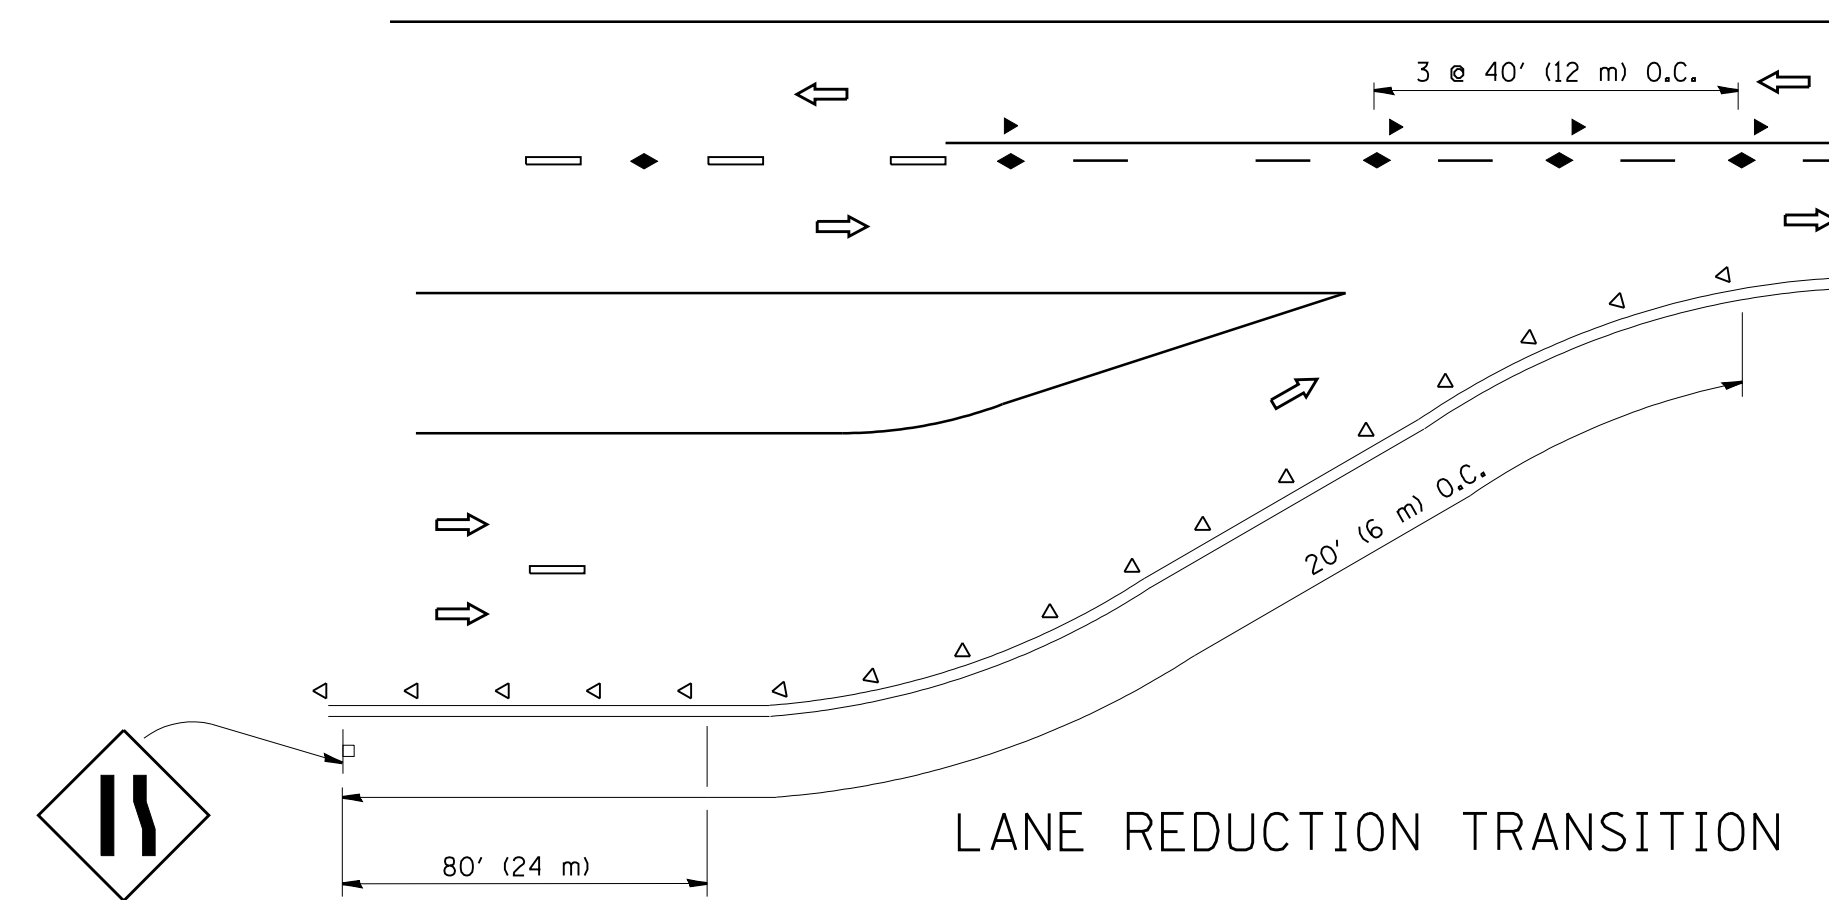 3 @ 40' (12 m) O.C.
20' (6 m) O.C.
80' (24 m)
LANE REDUCTION TRANSITION